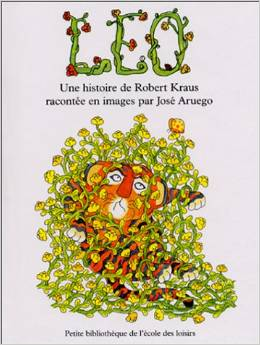 LEO
Une histoire de Robert Kraus
racontée en images par José Aruego
Petite bibliothèque de l'école des loisirs